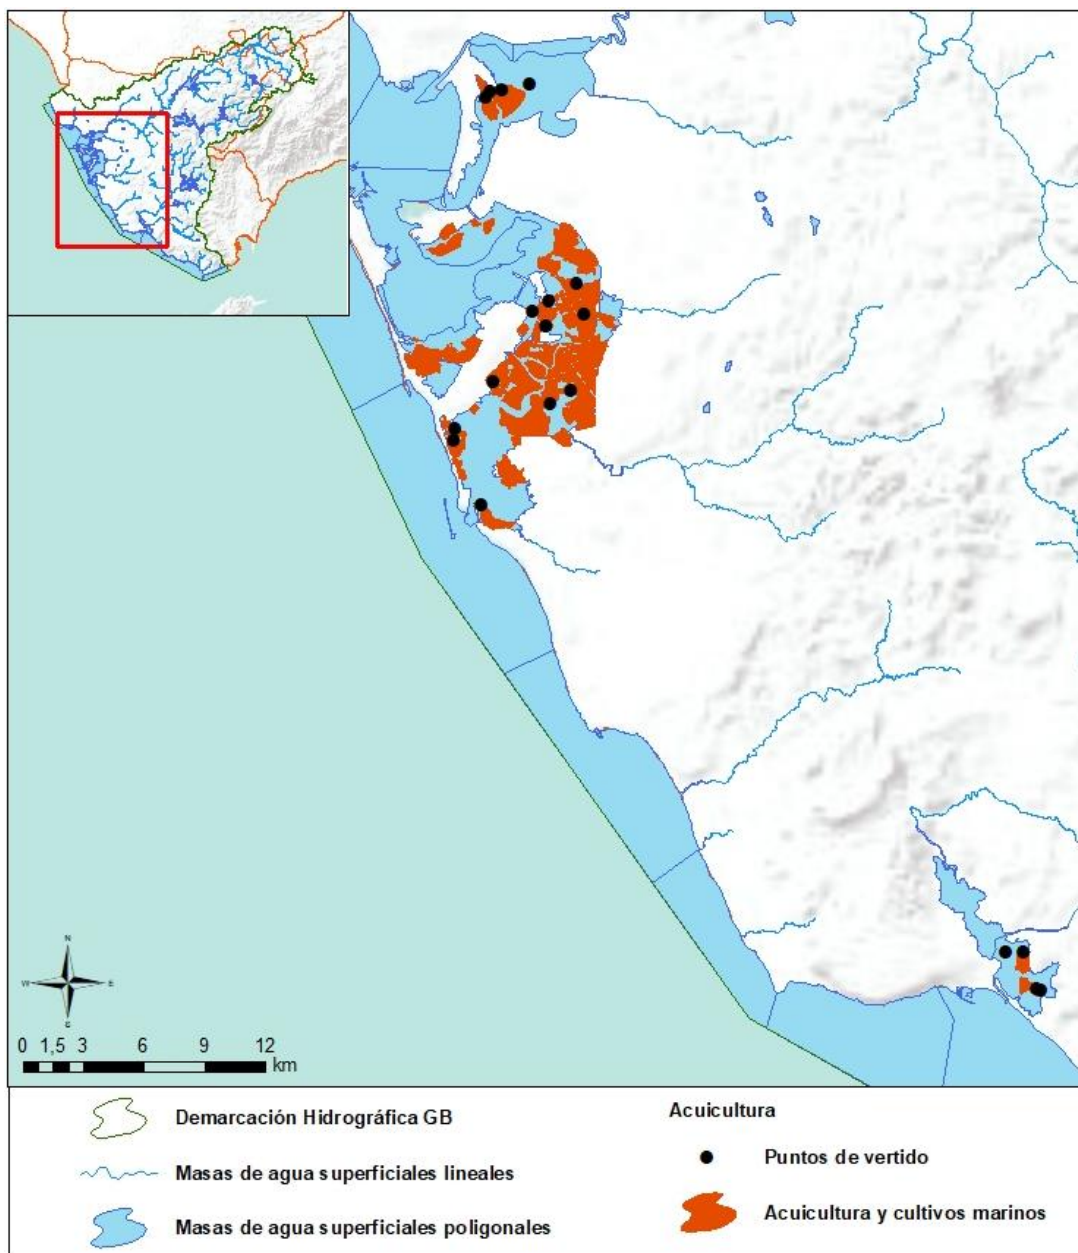 N
W
E
S
0 1,5 3 6 9 12
km
Demarcación Hidrográfica GB
Masas de agua superficiales lineales
Masas de agua superficiales poligonales
Acuicultura
Puntos de vertido
Acuicultura y cultivos marinos